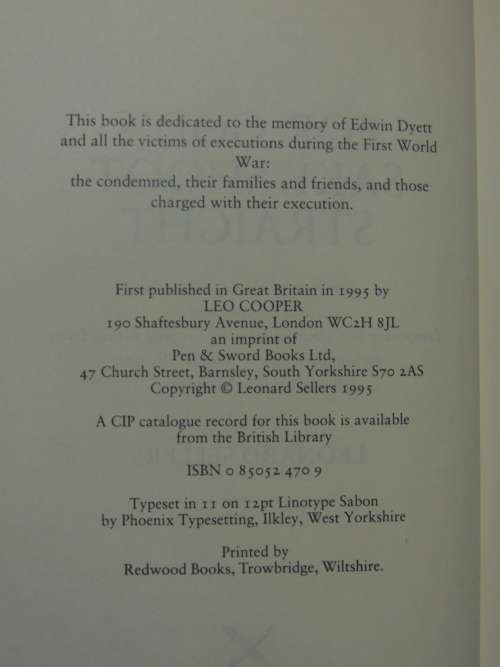 This book is dedicated to the memory of Edwin Dyett
and all the victims of executions during the First World
War:
the condemned, their families and friends, and those
charged with their execution.
First published in Great Britain in 1995 by
LEO COOPER
190 Shaftesbury Avenue, London WC2H 8JL
an imprint of
Pen & Sword Books Ltd,
47 Church Street, Barnsley, South Yorkshire S70 2AS
Copyright © Leonard Sellers 1995
A CIP catalogue record for this book is available
from the British Library
ISBN 0 85052 470 9
Typeset in 11 on 12pt Linotype Sabon
by Phoenix Typesetting, Ilkley, West Yorkshire
Printed by
Redwood Books, Trowbridge, Wiltshire.